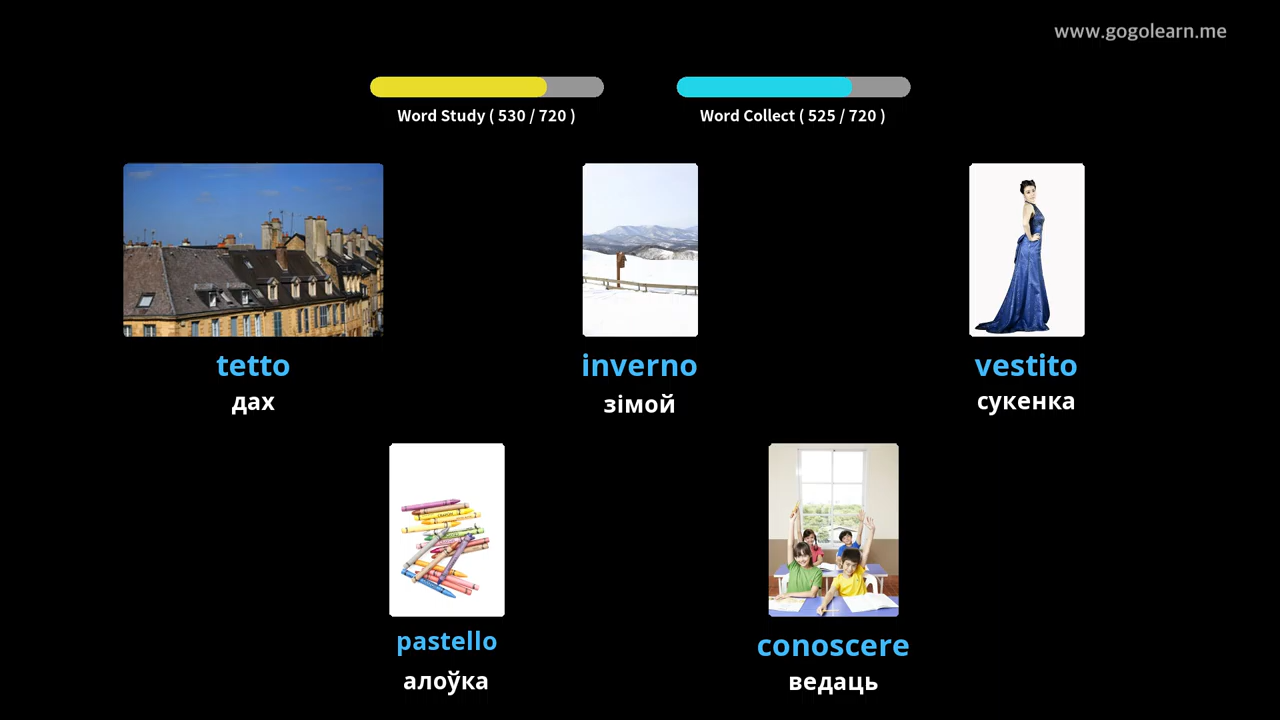 www.gogolearn.me
Word Study ( 530 / 720 )
Word Collect ( 525 / 720 )
tetto
дах
inverno
зімой
vestito
сукенка
pastello
алоўка
conoscere
ведаць